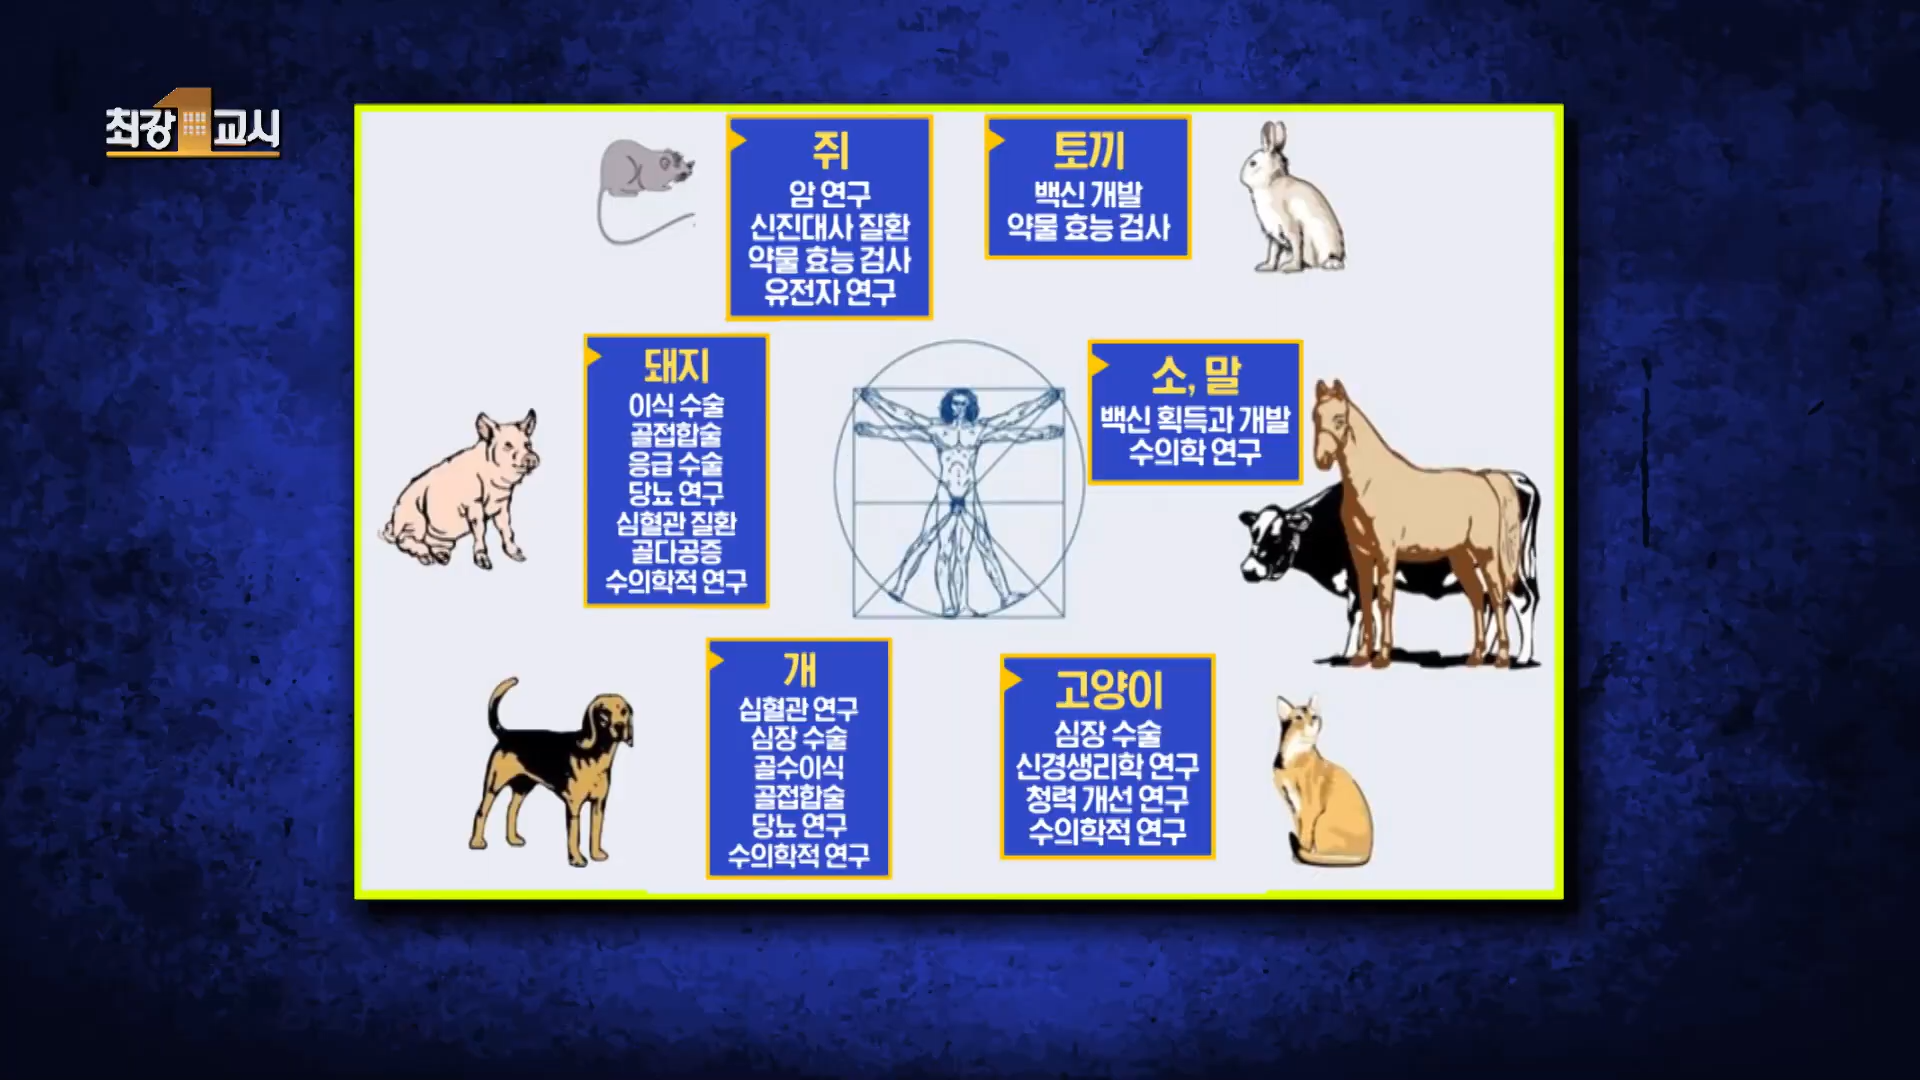 최강1교시
쥐
암 연구
신진대사 질환
약물 효능 검사
유전자 연구
토끼
백신 개발
약물 효능 검사
돼지
이식 수술
골접합술
응급 수술
당뇨 연구
심혈관 질환
골다공증
수의학적 연구
소, 말
백신 획득과 개발
수의학 연구
개
심혈관 연구
심장 수술
골수이식
골접합술
당뇨 연구
수의학적 연구
고양이
심장 수술
신경생리학 연구
청력 개선 연구
수의학적 연구